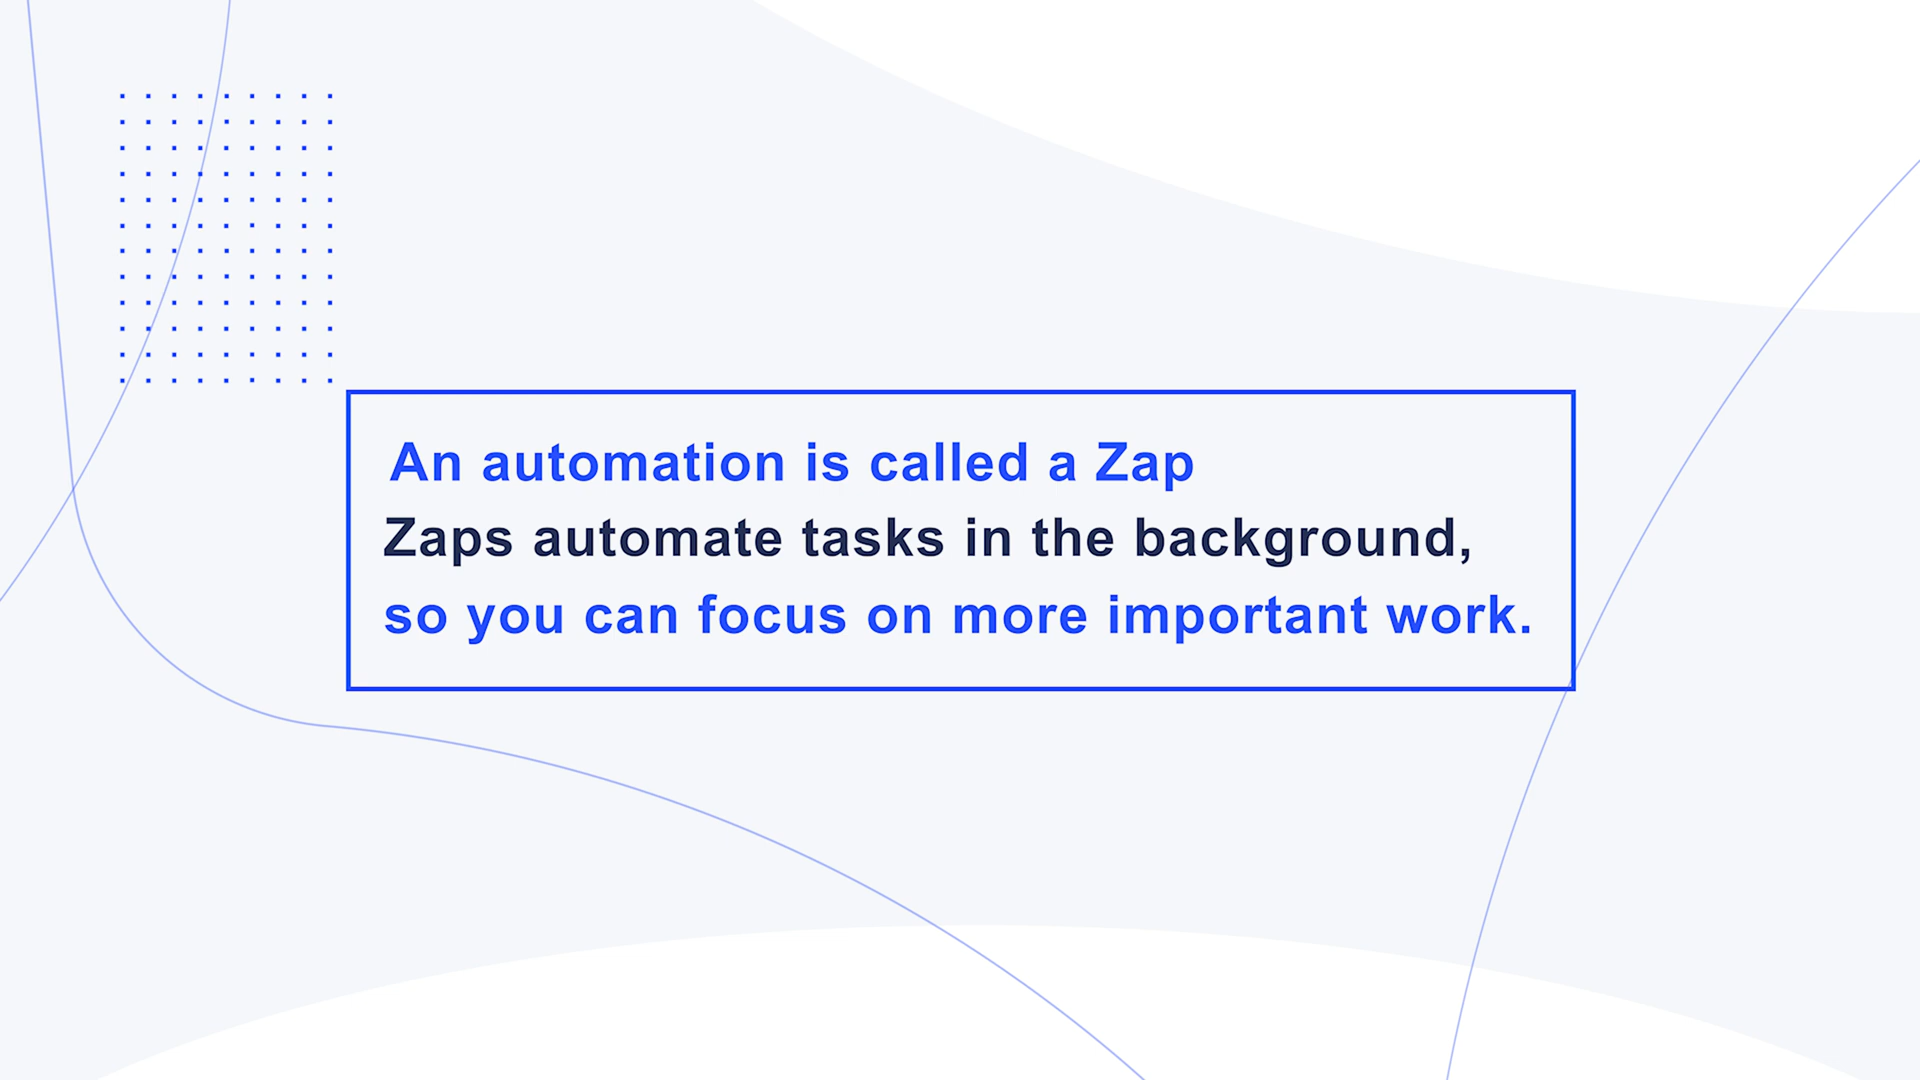 An automation is called a Zap
Zaps automate tasks in the background,
so you can focus on more important work.